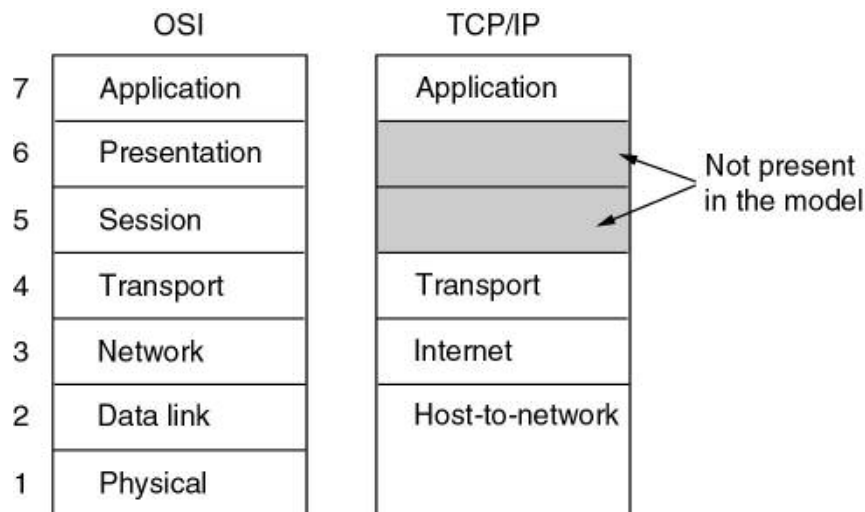 OSI TCP/IP
7 Application Application
6 Presentation
Not present
in the model
5 Session
4 Transport Transport
3 Network Internet
2 Data link Host-to-network
1 Physical